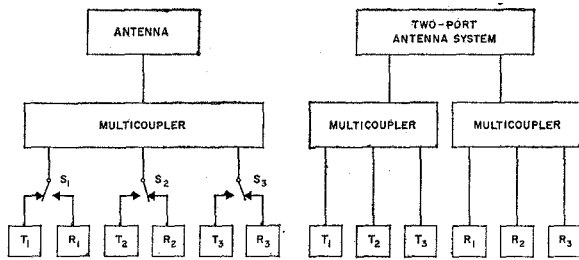 ANTENNA
TWO-PORT
ANTENNA SYSTEM
MULTICOUPLER
MULTICOUPLER
MULTICOUPLER
S₁ S₂ S₃
T₁ R₁ T₂ R₂ T₃ R₃
T₁ T₂ T₃ R₁ R₂ R₃